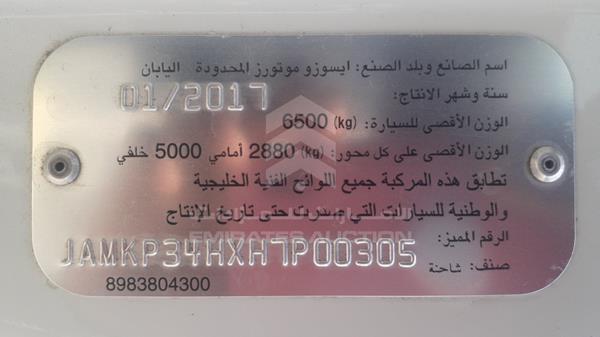 اسم الصانع وبلد الصنع: ايسوزو موتورز المحدودة اليابان
سنة وشهر الانتاج: 01/2017
الوزن الأقصى للسيارة: 6500 (kg)
الوزن الأقصى على كل محور: 2880 (kg) أمامي 5000 خلفي
تطابق هذه المركبة جميع اللوائح الفنية الخليجية
والوطنية للسيارات التي صدرت حتى تاريخ الإنتاج
EMIRATES AUCTION
الرقم المميز: JAMKP34HXH7P00305
صنف: شاحنة
8983804300